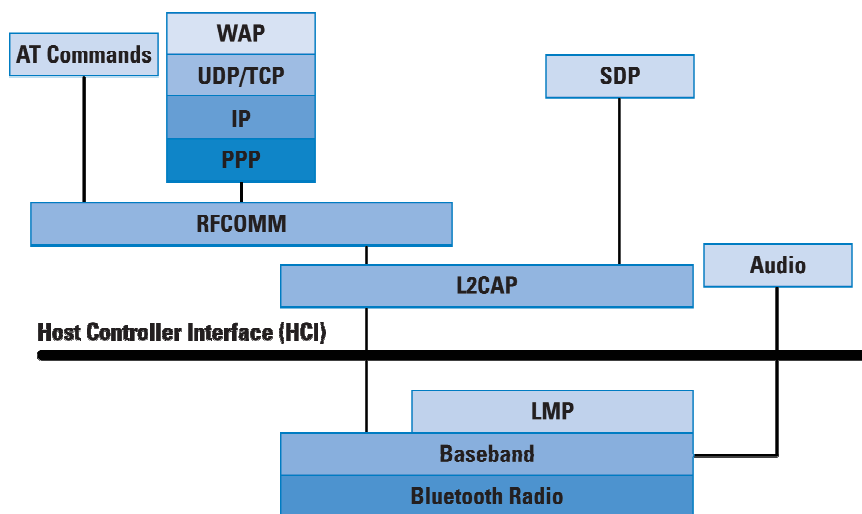 WAP
AT Commands
UDP/TCP
SDP
IP
PPP
RFCOMM
Audio
L2CAP
Host Controller Interface (HCI)
LMP
Baseband
Bluetooth Radio